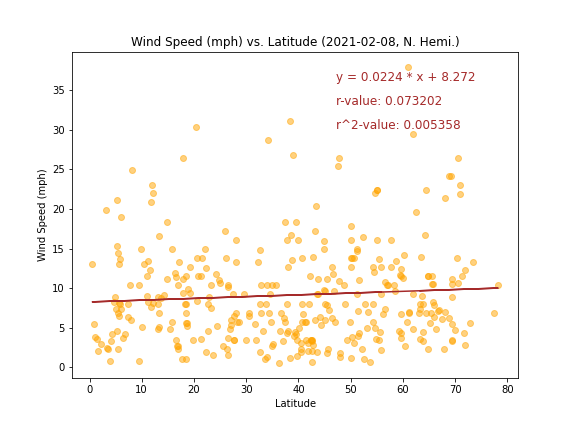 Wind Speed (mph) vs. Latitude (2021-02-08, N. Hemi.)
y = 0.0224 * x + 8.272
r-value: 0.073202
r^2-value: 0.005358
Wind Speed (mph)
35
30
25
20
15
10
5
0
0 10 20 30 40 50 60 70 80
Latitude